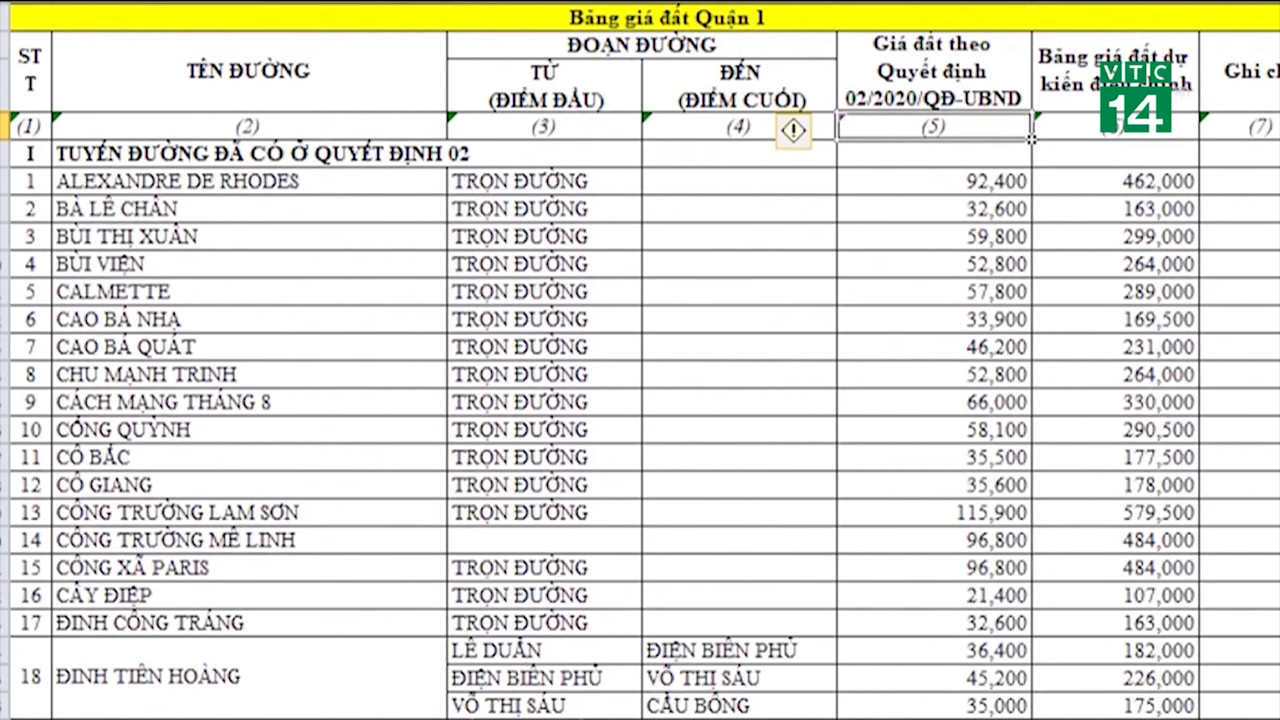 Bảng giá đất Quận 1
STT
TÊN ĐƯỜNG
ĐOẠN ĐƯỜNG
TỪ
(ĐIỂM ĐẦU)
ĐẾN
(ĐIỂM CUỐI)
Giá đất theo
Quyết định
02/2020/QĐ-UBND
Bảng giá đất dự
kiến
VTC
14
Ghi
(1) (2) (3) (4) (5) (7)
I TUYẾN ĐƯỜNG ĐÃ CÓ Ở QUYẾT ĐỊNH 02
1 ALEXANDRE DE RHODES TRỌN ĐƯỜNG 92,400 462,000
2 BÀ LÊ CHÂN TRỌN ĐƯỜNG 32,600 163,000
3 BÙI THỊ XUÂN TRỌN ĐƯỜNG 59,800 299,000
4 BÙI VIỆN TRỌN ĐƯỜNG 52,800 264,000
5 CALMETTE TRỌN ĐƯỜNG 57,800 289,000
6 CAO BÁ NHẠ TRỌN ĐƯỜNG 33,900 169,500
7 CAO BÁ QUÁT TRỌN ĐƯỜNG 46,200 231,000
8 CHU MẠNH TRINH TRỌN ĐƯỜNG 52,800 264,000
9 CÁCH MẠNG THÁNG 8 TRỌN ĐƯỜNG 66,000 330,000
10 CỐNG QUỲNH TRỌN ĐƯỜNG 58,100 290,500
11 CÔ BẮC TRỌN ĐƯỜNG 35,500 177,500
12 CÔ GIANG TRỌN ĐƯỜNG 35,600 178,000
13 CÔNG TRƯỜNG LAM SƠN TRỌN ĐƯỜNG 115,900 579,500
14 CÔNG TRƯỜNG MÊ LINH 96,800 484,000
15 CÔNG XÃ PARIS TRỌN ĐƯỜNG 96,800 484,000
16 CÂY ĐIỆP TRỌN ĐƯỜNG 21,400 107,000
17 ĐINH CÔNG TRÁNG TRỌN ĐƯỜNG 32,600 163,000
18 ĐINH TIÊN HOÀNG LÊ DUẨN ĐIỆN BIÊN PHỦ 36,400 182,000
ĐIỆN BIÊN PHỦ VÕ THỊ SÁU 45,200 226,000
VÕ THỊ SÁU CẦU BÔNG 35,000 175,000